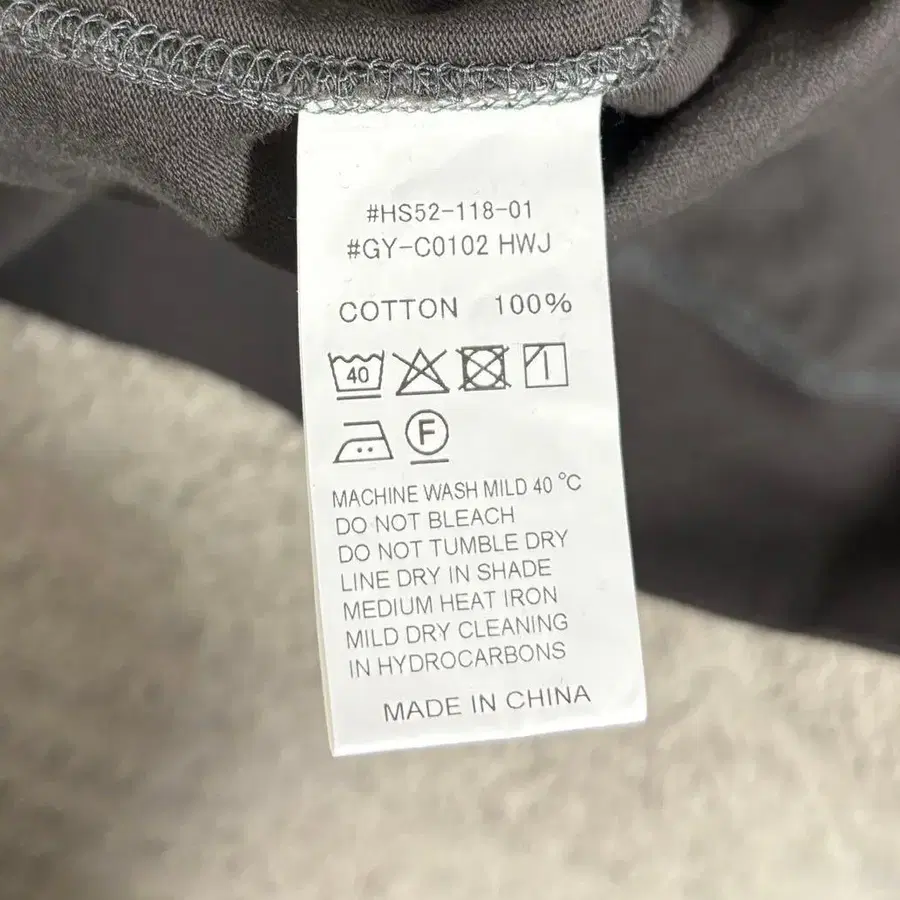 #HS52-118-01
#GY-C0102 HWJ
COTTON 100%
40
F
MACHINE WASH MILD 40 °C
DO NOT BLEACH
DO NOT TUMBLE DRY
LINE DRY IN SHADE
MEDIUM HEAT IRON
MILD DRY CLEANING
IN HYDROCARBONS
MADE IN CHINA